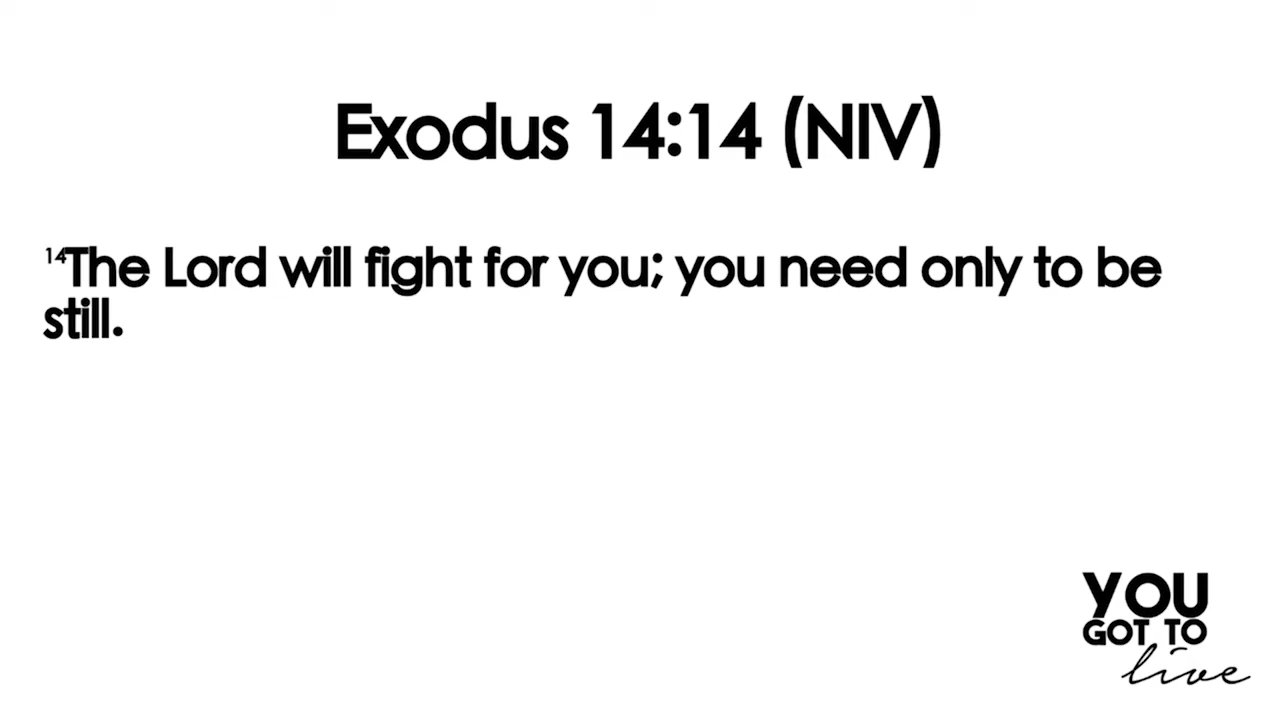 Exodus 14:14 (NIV)
14The Lord will fight for you; you need only to be
still.
YOU
GOT TO
live